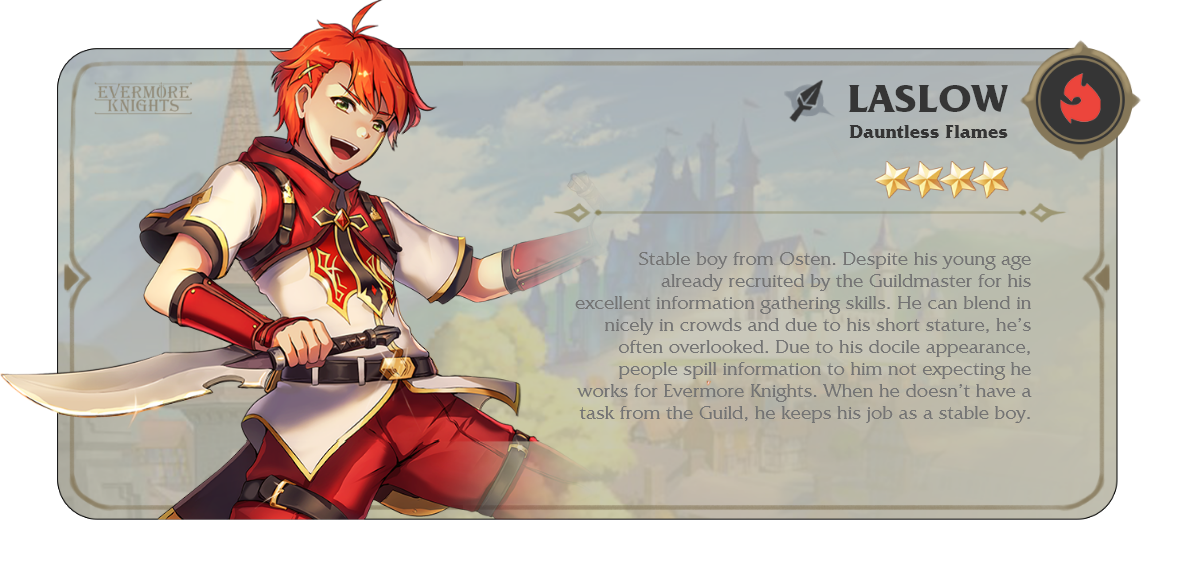 EVERMORE
KNIGHTS
LASLOW
Dauntless Flames
Stable boy from Osten. Despite his young age
already recruited by the Guildmaster for his
excellent information gathering skills. He can blend in
nicely in crowds and due to his short stature, he's
often overlooked. Due to his docile appearance,
people spill information to him not expecting he
works for Evermore Knights. When he doesn't have a
task from the Guild, he keeps his job as a stable boy.